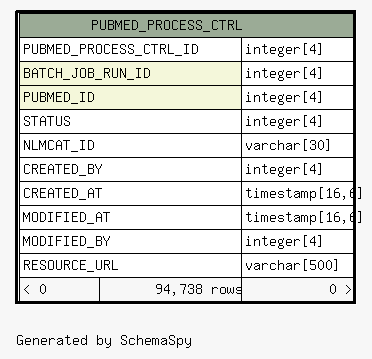 PUBMED_PROCESS_CTRL
PUBMED_PROCESS_CTRL_ID integer[4]
BATCH_JOB_RUN_ID integer[4]
PUBMED_ID integer[4]
STATUS integer[4]
NLMCAT_ID varchar[30]
CREATED_BY integer[4]
CREATED_AT timestamp[16,6]
MODIFIED_AT timestamp[16,6]
MODIFIED_BY integer[4]
RESOURCE_URL varchar[500]
< 0 94,738 rows 0 >
Generated by SchemaSpy